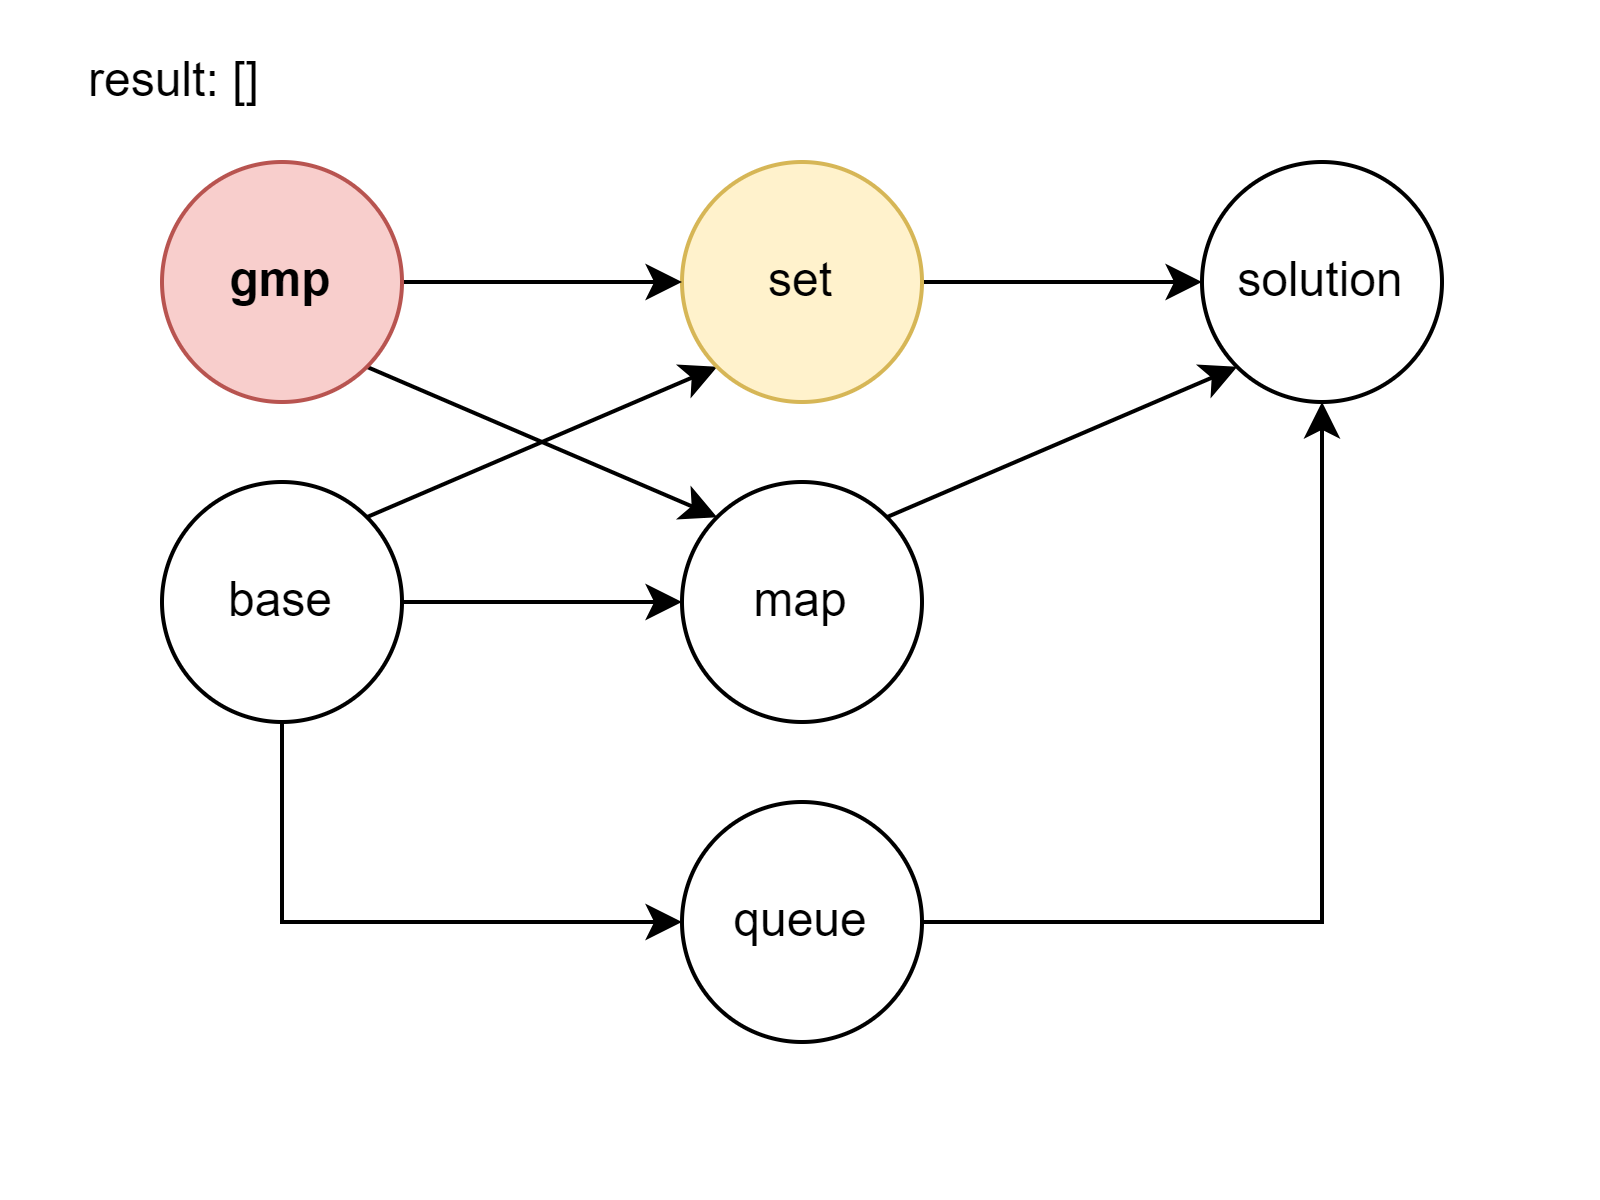 result: []
gmp
set
solution
base
map
queue